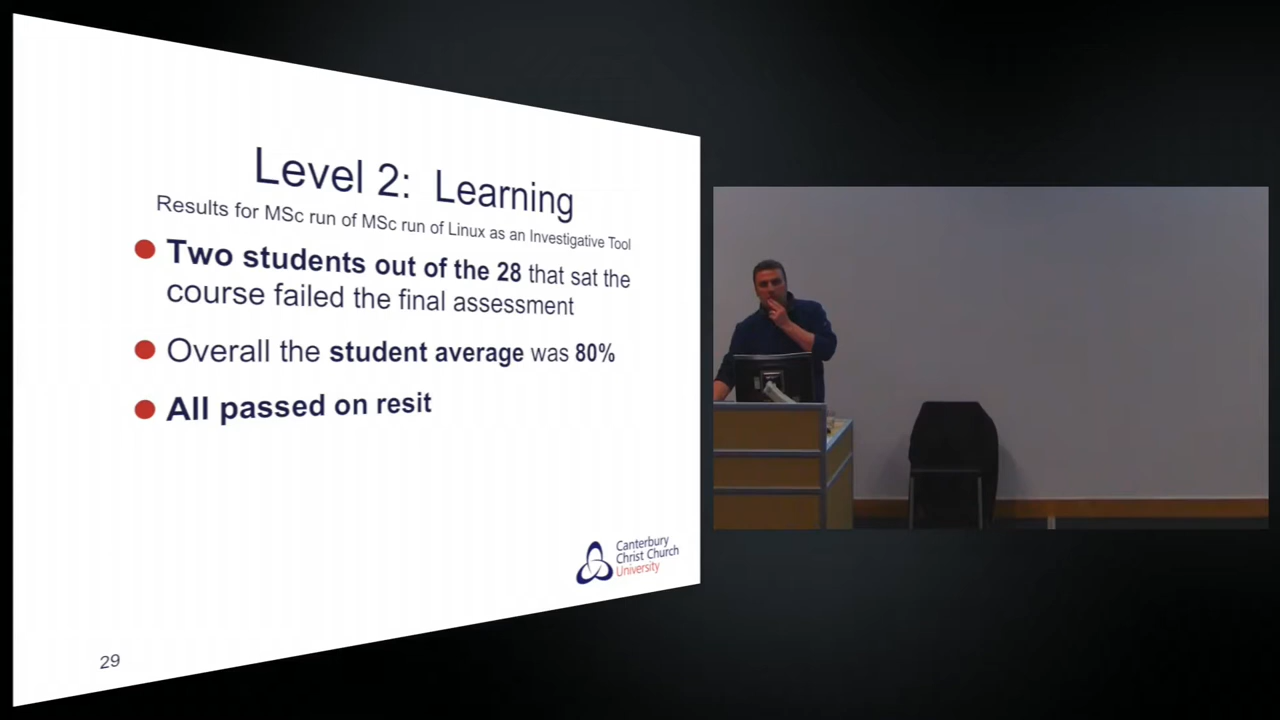 Level 2: Learning
Results for MSc run of MSc run of Linux as an Investigative Tool
Two students out of the 28 that sat the
course failed the final assessment
Overall the student average was 80%
All passed on resit
Canterbury
Christ Church
University
29